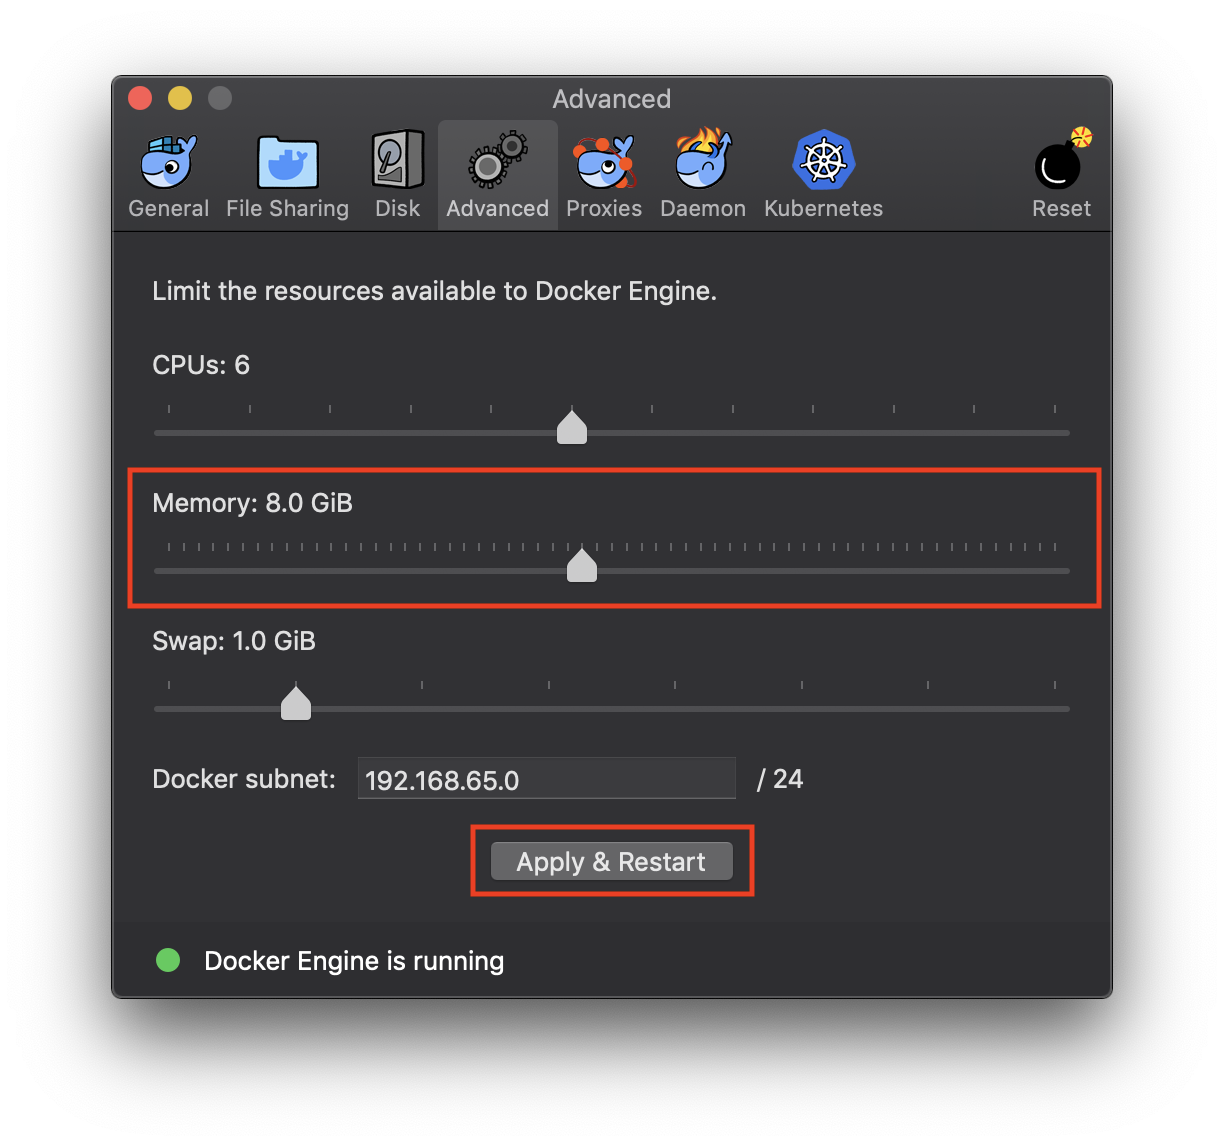 Advanced
General File Sharing Disk Advanced Proxies Daemon Kubernetes Reset
Limit the resources available to Docker Engine.
CPUs: 6
Memory: 8.0 GiB
Swap: 1.0 GiB
Docker subnet: 192.168.65.0 / 24
Apply & Restart
Docker Engine is running